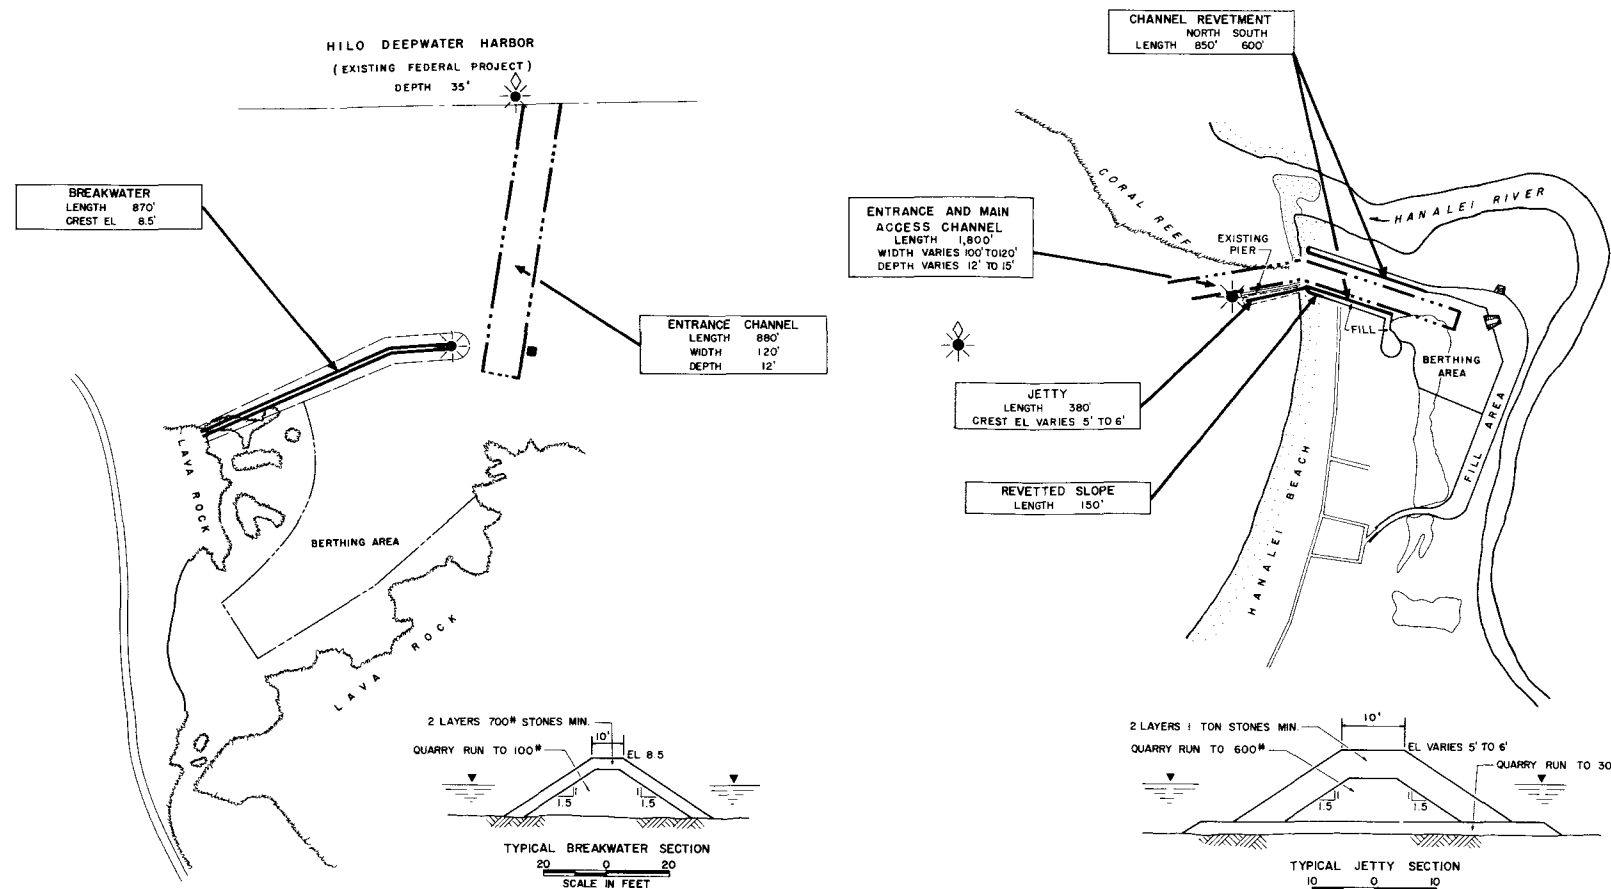 HILO DEEPWATER HARBOR
(EXISTING FEDERAL PROJECT)
DEPTH 35'
BREAKWATER
LENGTH 870'
CREST EL 8.5'
ENTRANCE CHANNEL
LENGTH 880'
WIDTH 120'
DEPTH 12'
LAVA ROCK
BERTHING AREA
LAVA ROCK
2 LAYERS 700# STONES MIN.
QUARRY RUN TO 100#
10'
EL 8.5
1
1.5
1
1.5
TYPICAL BREAKWATER SECTION
20 0 20
SCALE IN FEET
CHANNEL REVETMENT
NORTH SOUTH
LENGTH 850' 600'
CORAL REEF
HANALEI RIVER
ENTRANCE AND MAIN
ACCESS CHANNEL
LENGTH 1,800'
WIDTH VARIES 100' TO 120'
DEPTH VARIES 12' TO 15'
EXISTING
PIER
FILL
BERTHING
AREA
JETTY
LENGTH 380'
CREST EL VARIES 5' TO 6'
FILL AREA
REVETTED SLOPE
LENGTH 150'
HANALEI BEACH
2 LAYERS 1 TON STONES MIN.
QUARRY RUN TO 600#
10'
EL VARIES 5' TO 6'
QUARRY RUN TO 30
1
1.5
1
1.5
TYPICAL JETTY SECTION
10 0 10